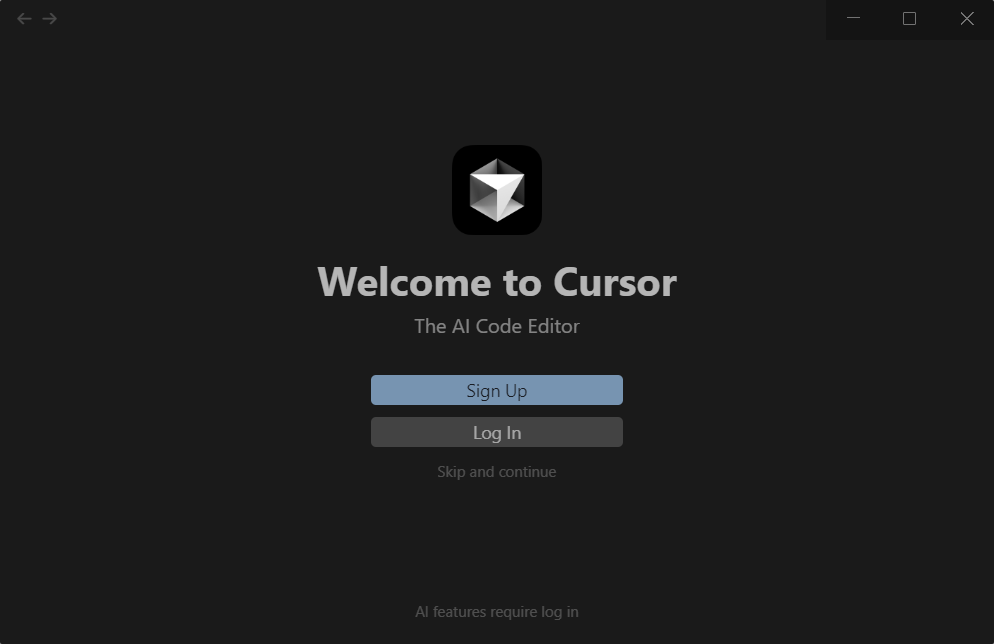 Welcome to Cursor
The AI Code Editor
Sign Up
Log In
Skip and continue
AI features require log in